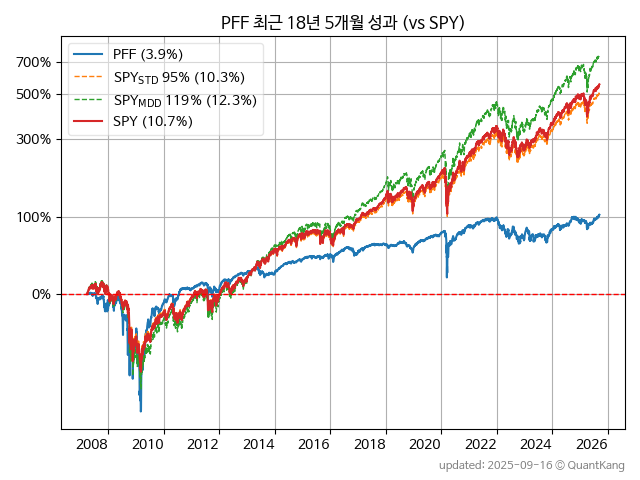 PFF 최근 18년 5개월 성과 (vs SPY)
PFF (3.9%)
SPY_STD 95% (10.3%)
SPY_MDD 119% (12.3%)
SPY (10.7%)
700%
500%
300%
100%
0%
2008 2010 2012 2014 2016 2018 2020 2022 2024 2026
updated: 2025-09-16 © QuantKang